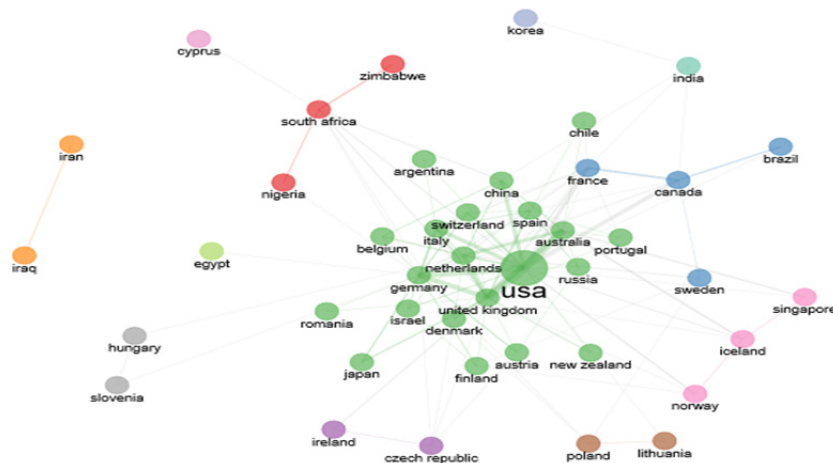 korea
cyprus
zimbabwe
india
south africa
chile
iran
brazil
argentina
france
canada
nigeria
china
switzerland
spain
italy
australia
belgium
portugal
iraq
egypt
netherlands
germany
russia
usa
sweden
united kingdom
singapore
romania
israel
denmark
hungary
iceland
japan
austria
new zealand
finland
slovenia
norway
ireland
czech republic
poland
lithuania